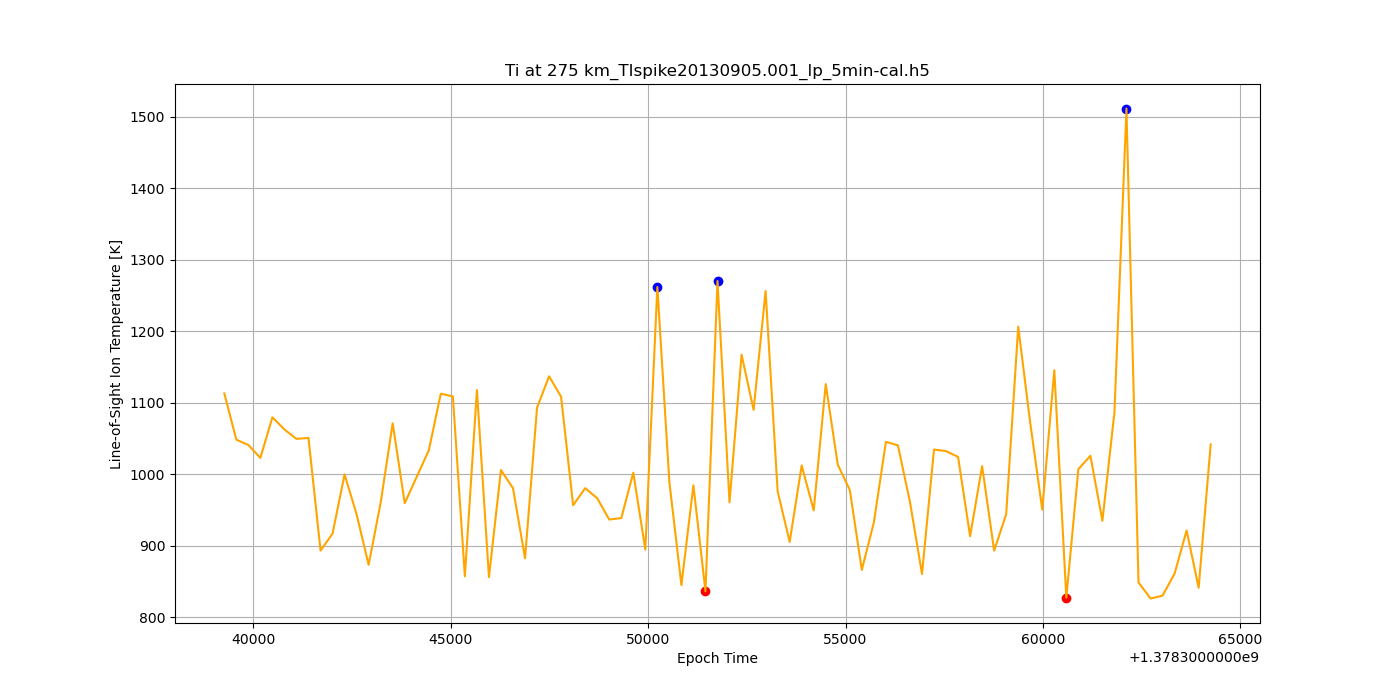 Ti at 275 km_TIspike20130905.001_lp_5min-cal.h5
Line-of-Sight Ion Temperature [K]
1500
1400
1300
1200
1100
1000
900
800
40000 45000 50000 55000 60000 65000
Epoch Time
+1.3783000000e9